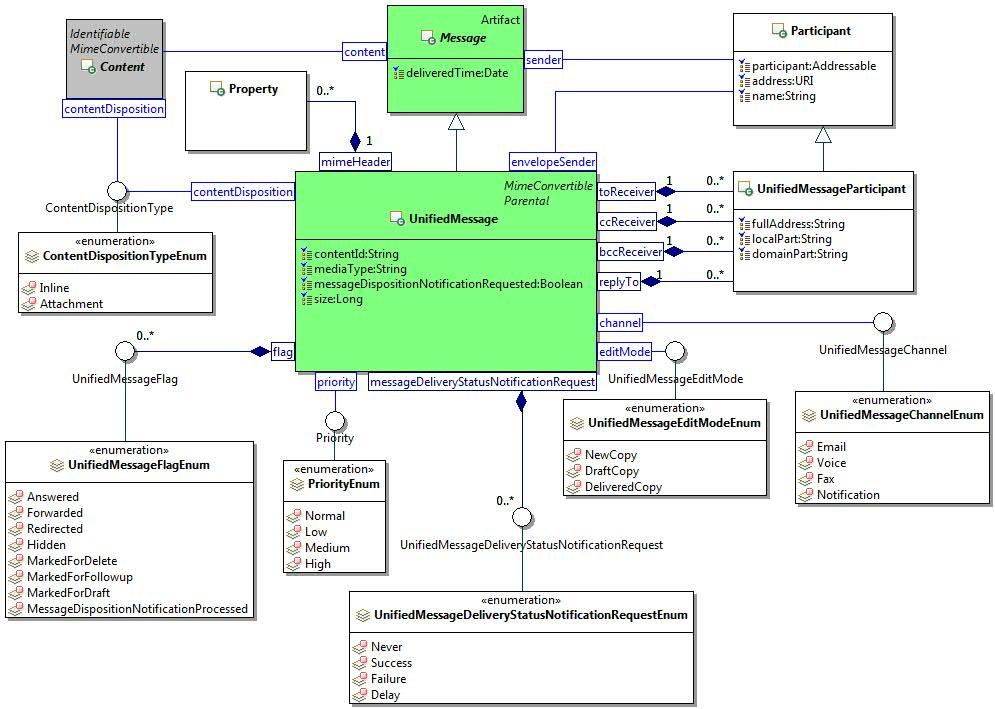 Identifiable
MimeConvertible
Content
contentDisposition
content
Artifact
Message
deliveredTime:Date
sender
Participant
participant:Addressable
address:URI
name:String
Property
0..*
1
mimeHeader
envelopeSender
contentDisposition
ContentDispositionType
«enumeration»
ContentDispositionTypeEnum
Inline
Attachment
MimeConvertible
Parental
UnifiedMessage
contentId:String
mediaType:String
messageDispositionNotificationRequested:Boolean
size:Long
toReceiver
1
0..*
ccReceiver
1
0..*
bccReceiver
1
0..*
replyTo
1
0..*
UnifiedMessageParticipant
fullAddress:String
localPart:String
domainPart:String
channel
UnifiedMessageChannel
editMode
UnifiedMessageEditMode
0..*
flag
UnifiedMessageFlag
priority
Priority
messageDeliveryStatusNotificationRequest
«enumeration»
UnifiedMessageEditModeEnum
NewCopy
DraftCopy
DeliveredCopy
«enumeration»
UnifiedMessageChannelEnum
Email
Voice
Fax
Notification
«enumeration»
UnifiedMessageFlagEnum
Answered
Forwarded
Redirected
Hidden
MarkedForDelete
MarkedForFollowup
MarkedForDraft
MessageDispositionNotificationProcessed
«enumeration»
PriorityEnum
Normal
Low
Medium
High
0..*
UnifiedMessageDeliveryStatusNotificationRequest
«enumeration»
UnifiedMessageDeliveryStatusNotificationRequestEnum
Never
Success
Failure
Delay